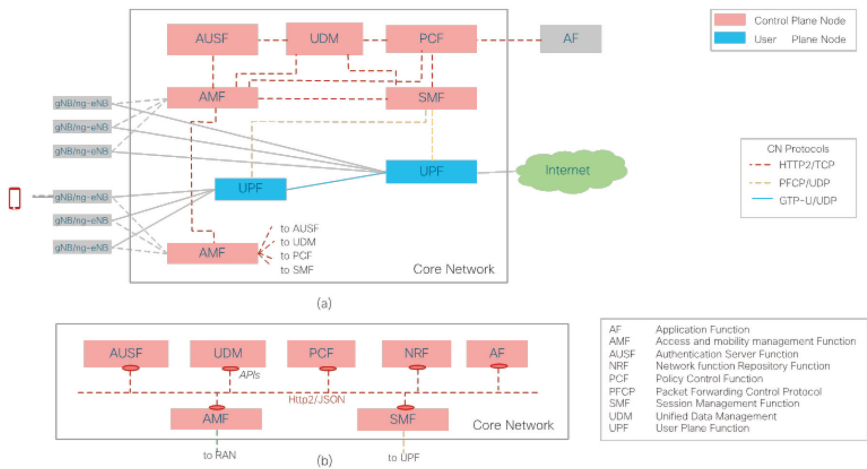 AUSF
UDM
PCF
AF
Control Plane Node
User Plane Node
AMF
SMF
gNB/ng-eNB
gNB/ng-eNB
gNB/ng-eNB
UPF
UPF
Internet
CN Protocols
HTTP2/TCP
PFCP/UDP
GTP-U/UDP
gNB/ng-eNB
gNB/ng-eNB
gNB/ng-eNB
AMF
to AUSF
to UDM
to PCF
to SMF
Core Network
(a)
AUSF
UDM
PCF
NRF
AF
APIs
Http2/JSON
AMF
SMF
Core Network
to RAN
to UPF
(b)
AF Application Function
AMF Access and mobility management Function
AUSF Authentication Server Function
NRF Network function Repository Function
PCF Policy Control Function
PFCP Packet Forwarding Control Protocol
SMF Session Management Function
UDM Unified Data Management
UPF User Plane Function